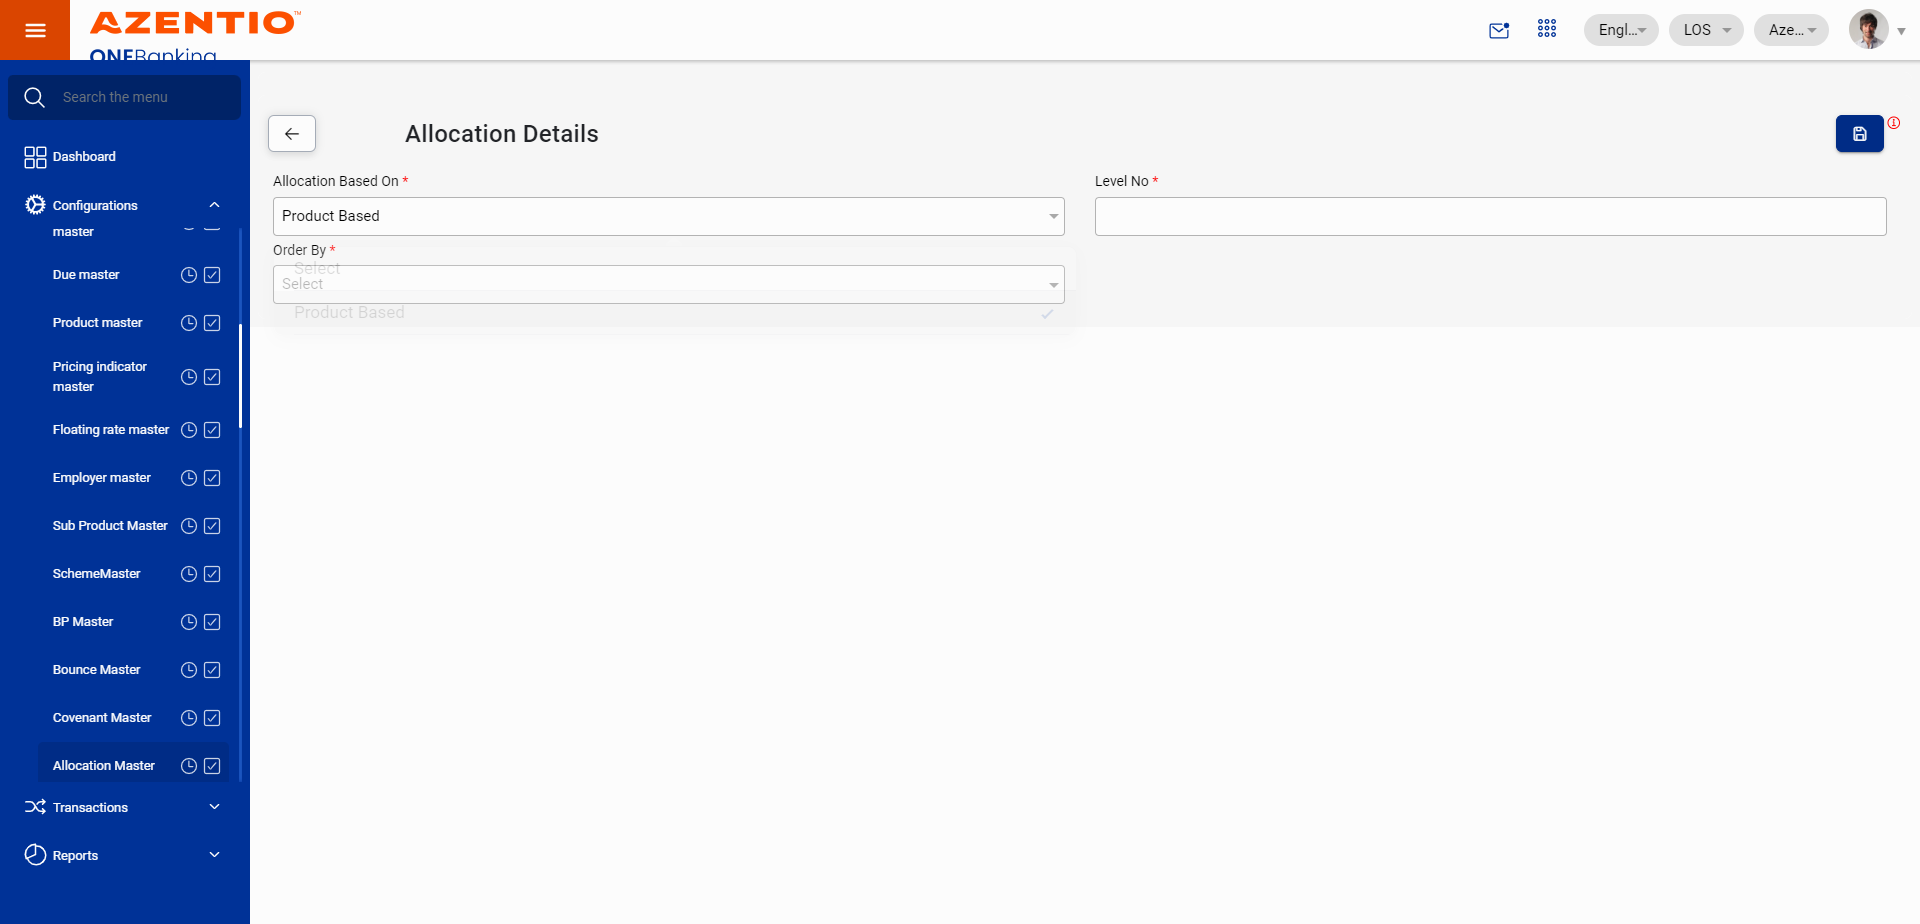 AZENTIO™
ONEBanking
Engl...
LOS
Aze...
Search the menu
Dashboard
Configurations
master
Due master
Product master
Pricing indicator
master
Floating rate master
Employer master
Sub Product Master
SchemeMaster
BP Master
Bounce Master
Covenant Master
Allocation Master
Transactions
Reports
Allocation Details
Allocation Based On *
Product Based
Level No *
Order By *
Select
Select
Product Based